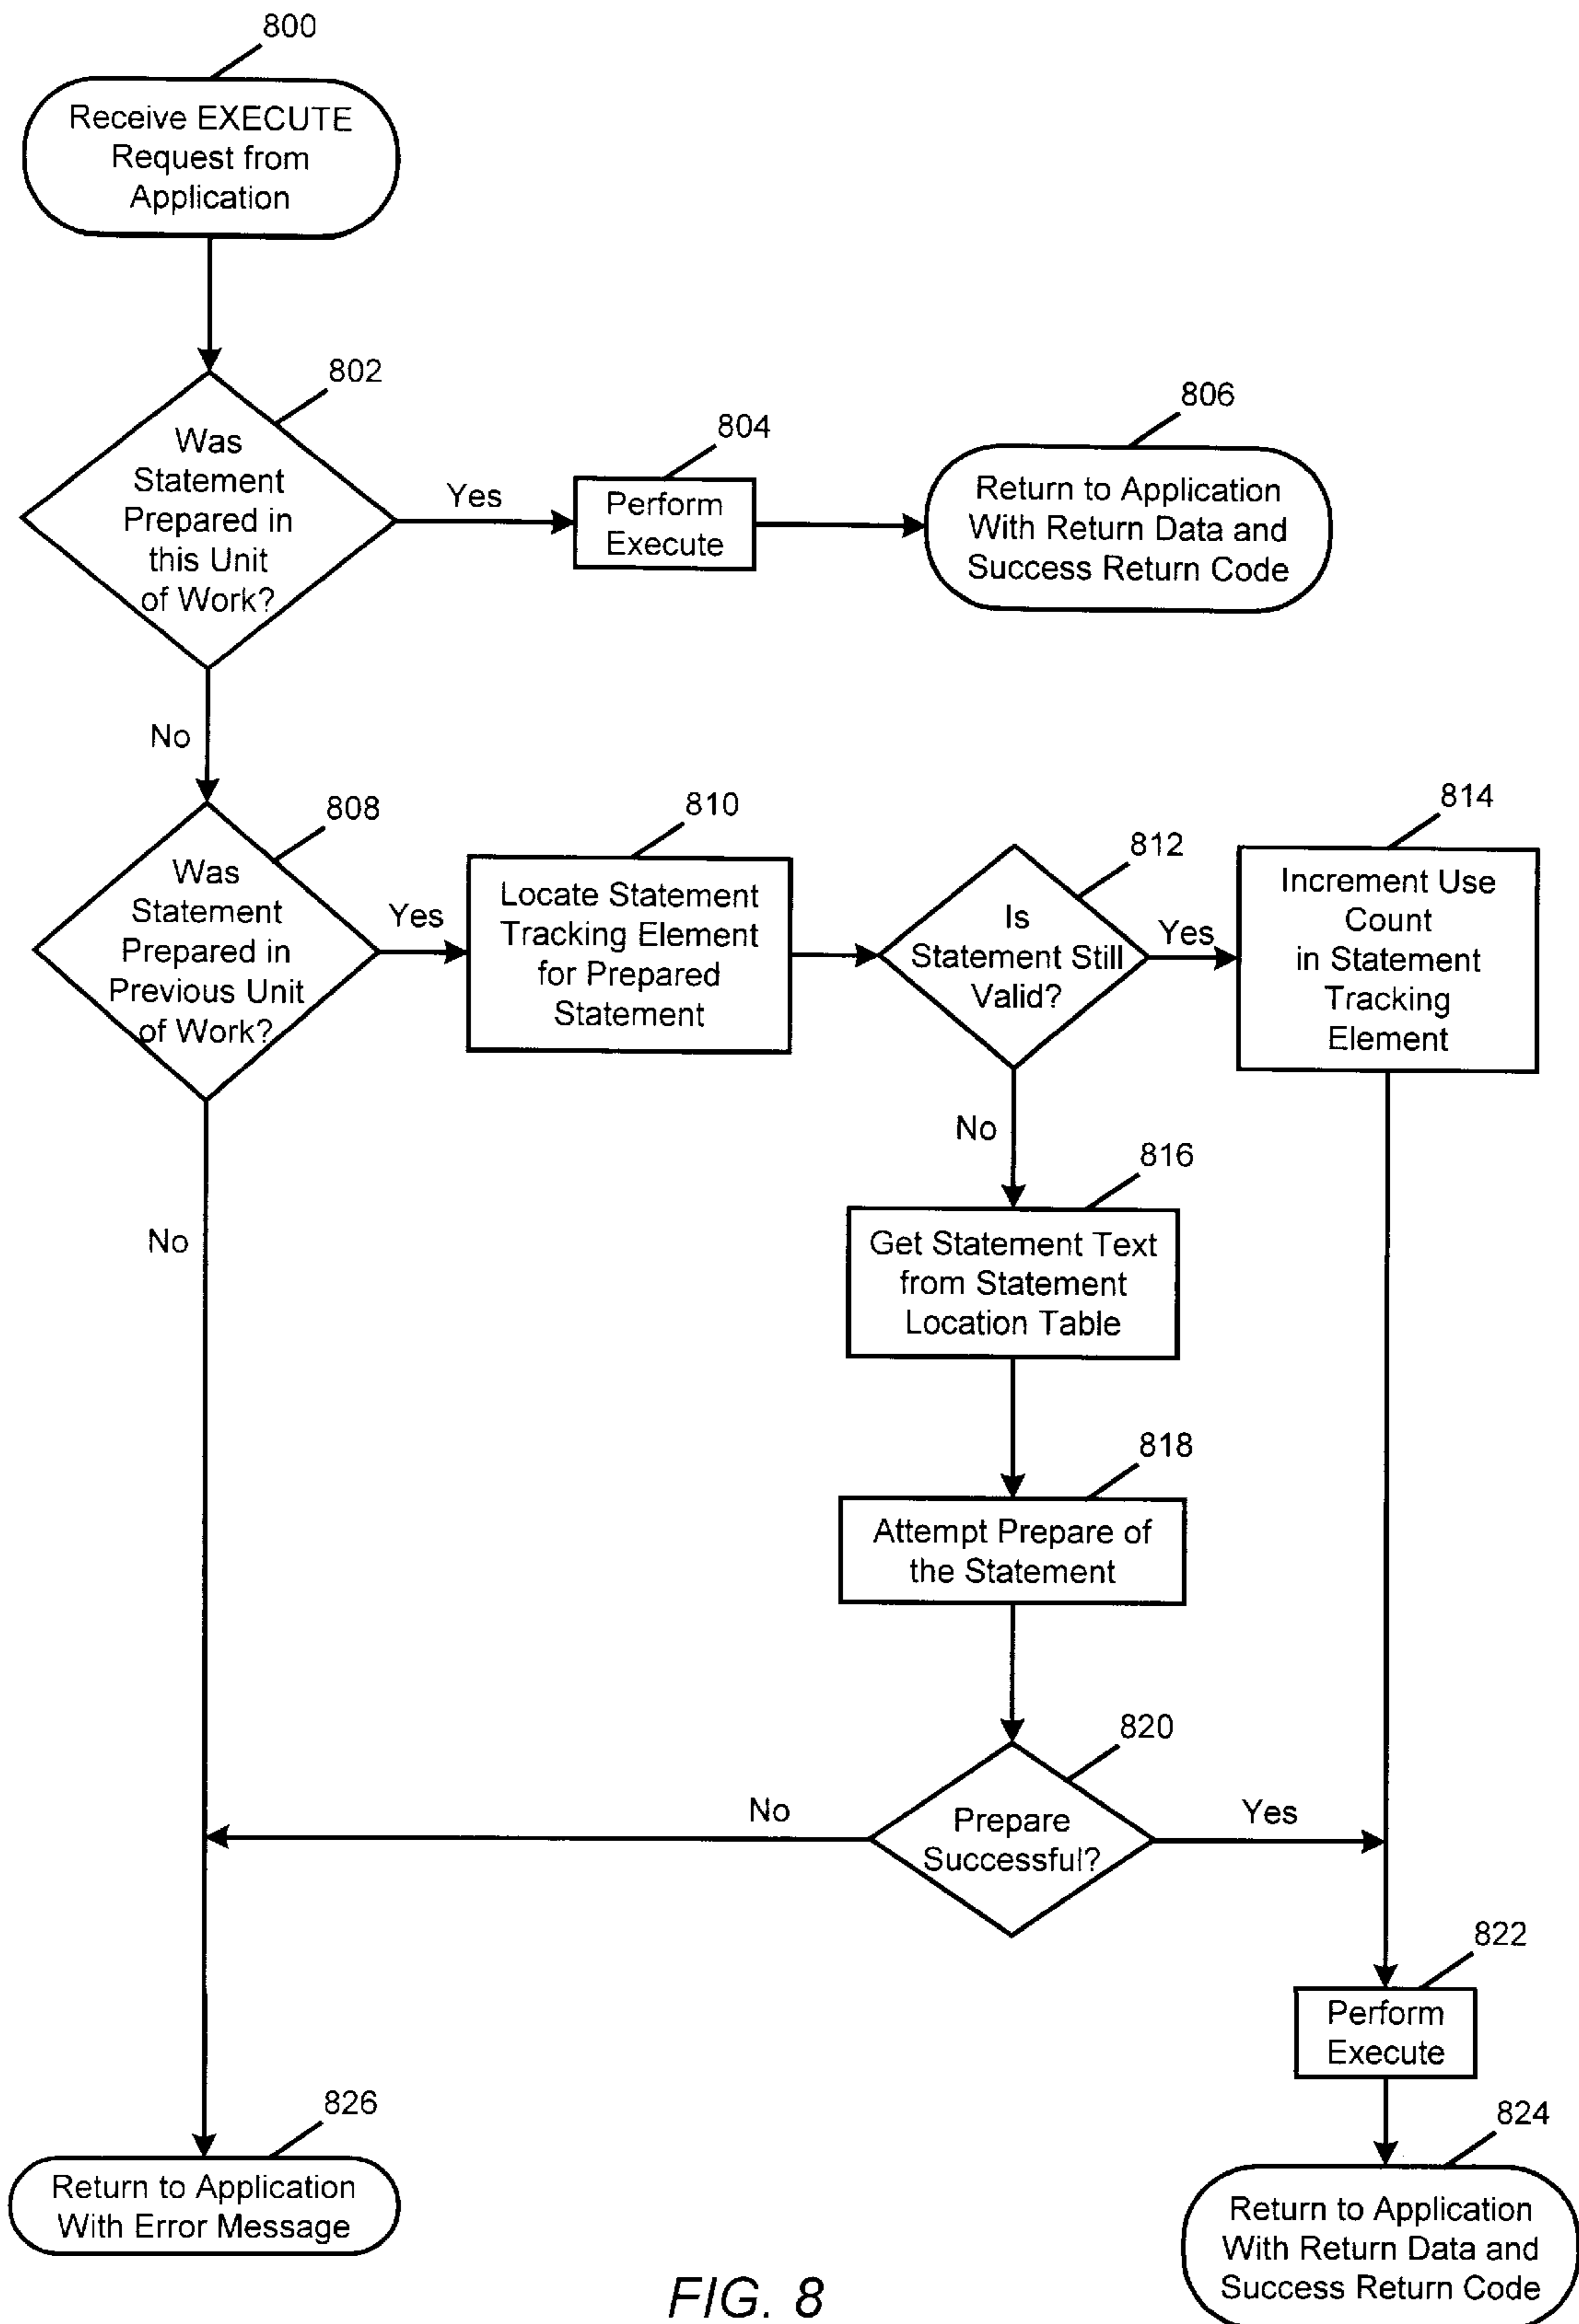 800
Receive EXECUTE
Request from
Application
802
Was
Statement
Prepared in
this Unit
of Work?
Yes
804
Perform
Execute
806
Return to Application
With Return Data and
Success Return Code
No
808
Was
Statement
Prepared in
Previous Unit
of Work?
Yes
810
Locate Statement
Tracking Element
for Prepared
Statement
812
Is
Statement Still
Valid?
Yes
814
Increment Use
Count
in Statement
Tracking
Element
No
816
Get Statement Text
from Statement
Location Table
No
818
Attempt Prepare of
the Statement
820
Prepare
Successful?
No
Yes
822
Perform
Execute
824
Return to Application
With Return Data and
Success Return Code
826
Return to Application
With Error Message
FIG. 8